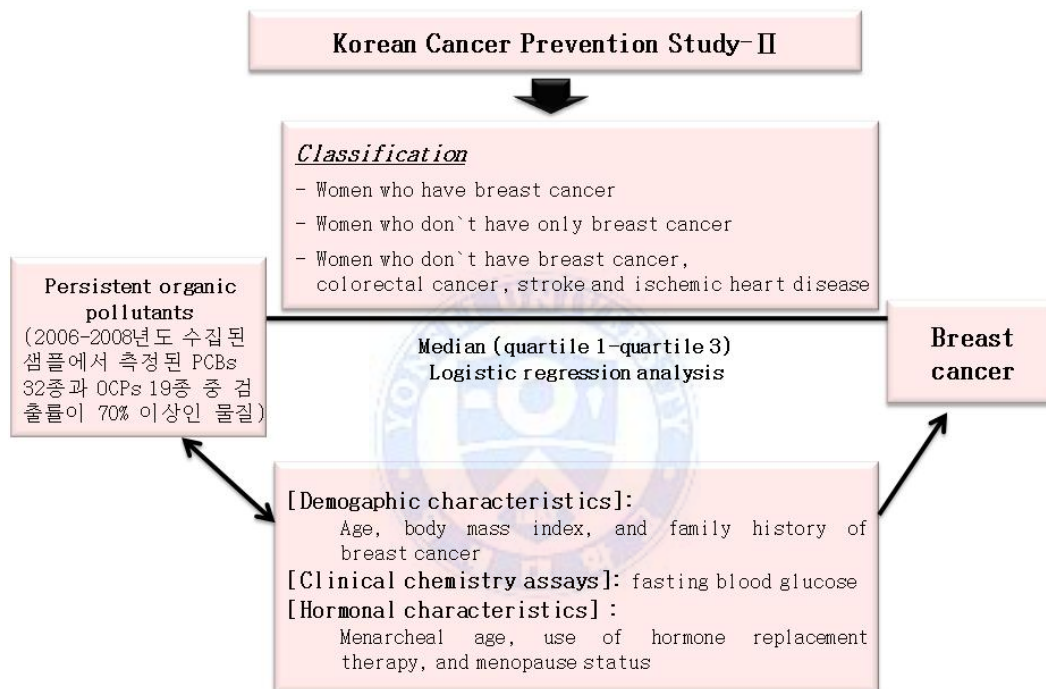 Korean Cancer Prevention Study-Ⅱ
Classification
- Women who have breast cancer
- Women who don`t have only breast cancer
- Women who don`t have breast cancer,
colorectal cancer, stroke and ischemic heart disease
Persistent organic
pollutants
(2006-2008년도 수집된
샘플에서 측정된 PCBs
32종과 OCPs 19종 중 검
출률이 70% 이상인 물질)
Median (quartile 1-quartile 3)
Logistic regression analysis
Breast
cancer
[Demogaphic characteristics]:
Age, body mass index, and family history of
breast cancer
[Clinical chemistry assays]: fasting blood glucose
[Hormonal characteristics] :
Menarcheal age, use of hormone replacement
therapy, and menopause status